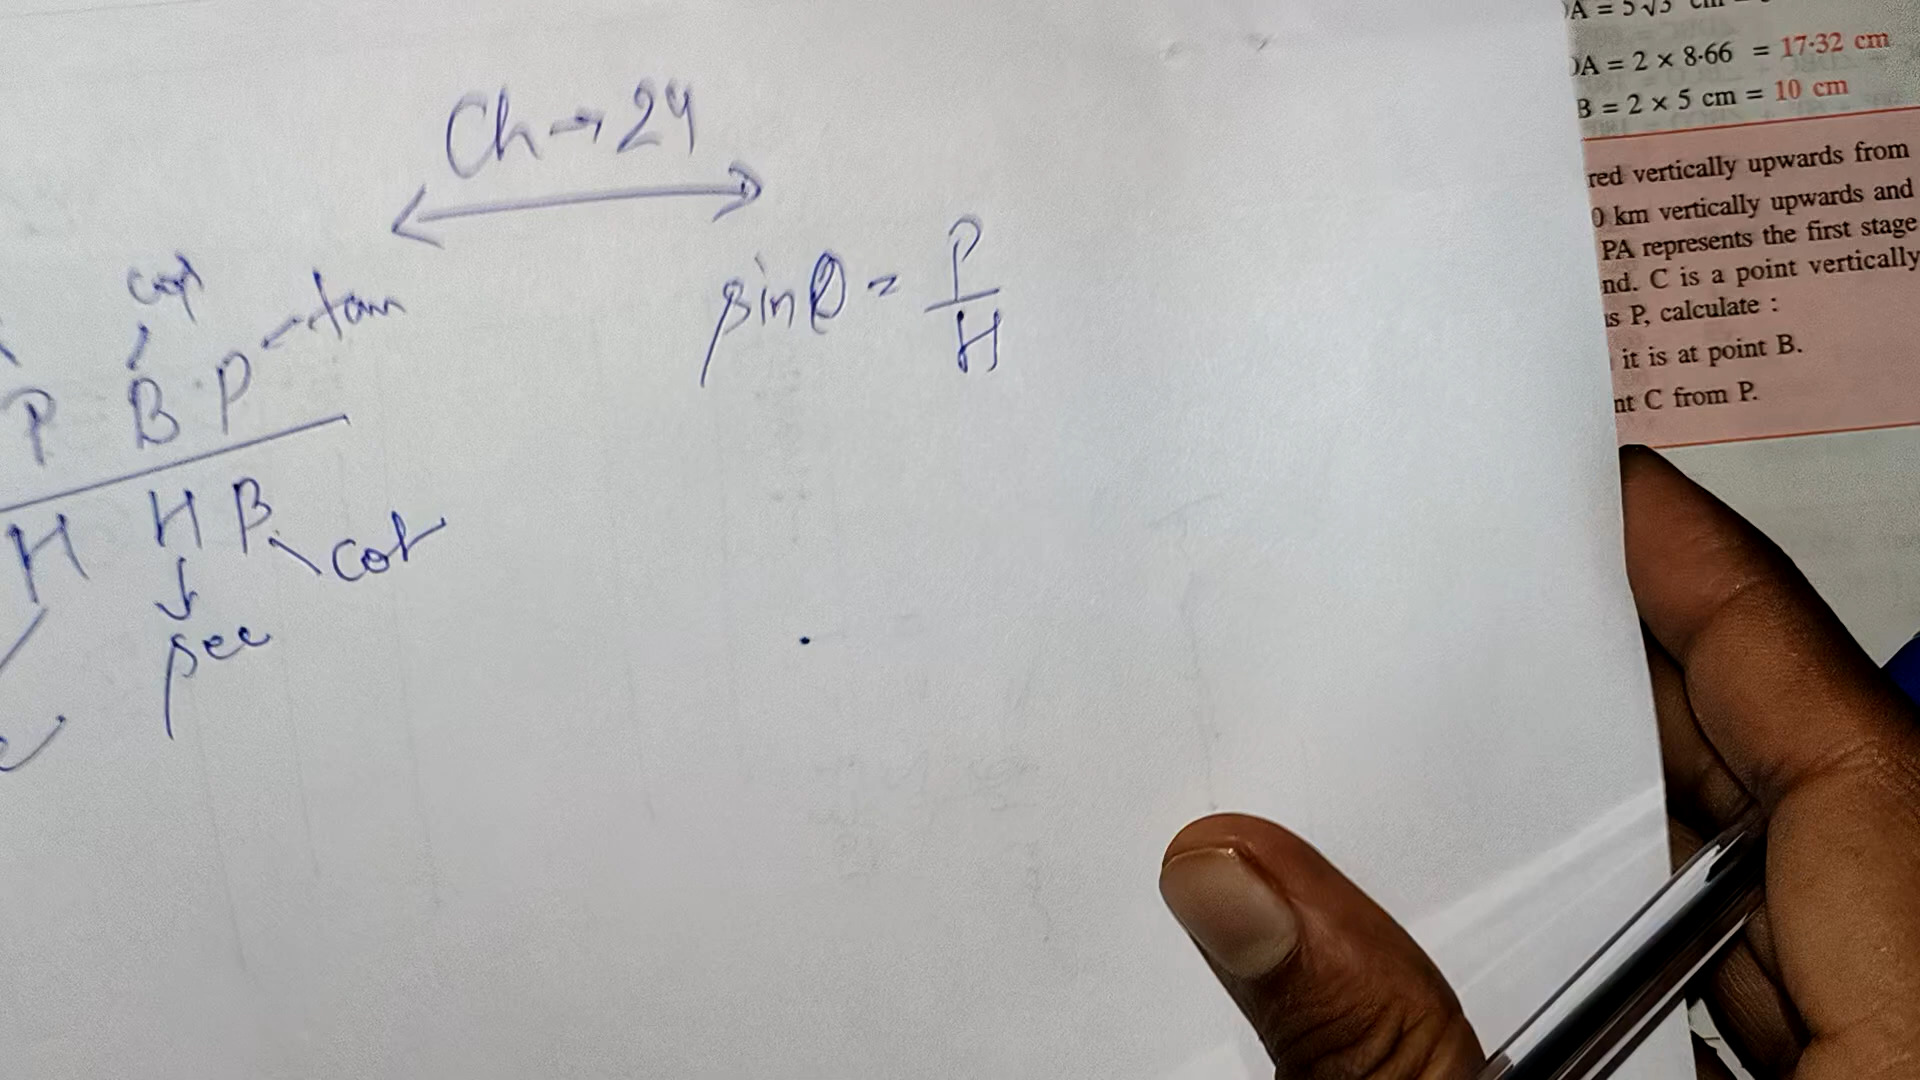 Ch → 24
cos
tan
P B P
H H B
cot
sec
sinθ = P
H
A = 5√3 cm
A = 2 × 8·66 = 17·32 cm
B = 2 × 5 cm = 10 cm
red vertically upwards from
0 km vertically upwards and
PA represents the first stage
nd. C is a point vertically
s P, calculate :
it is at point B.
nt C from P.